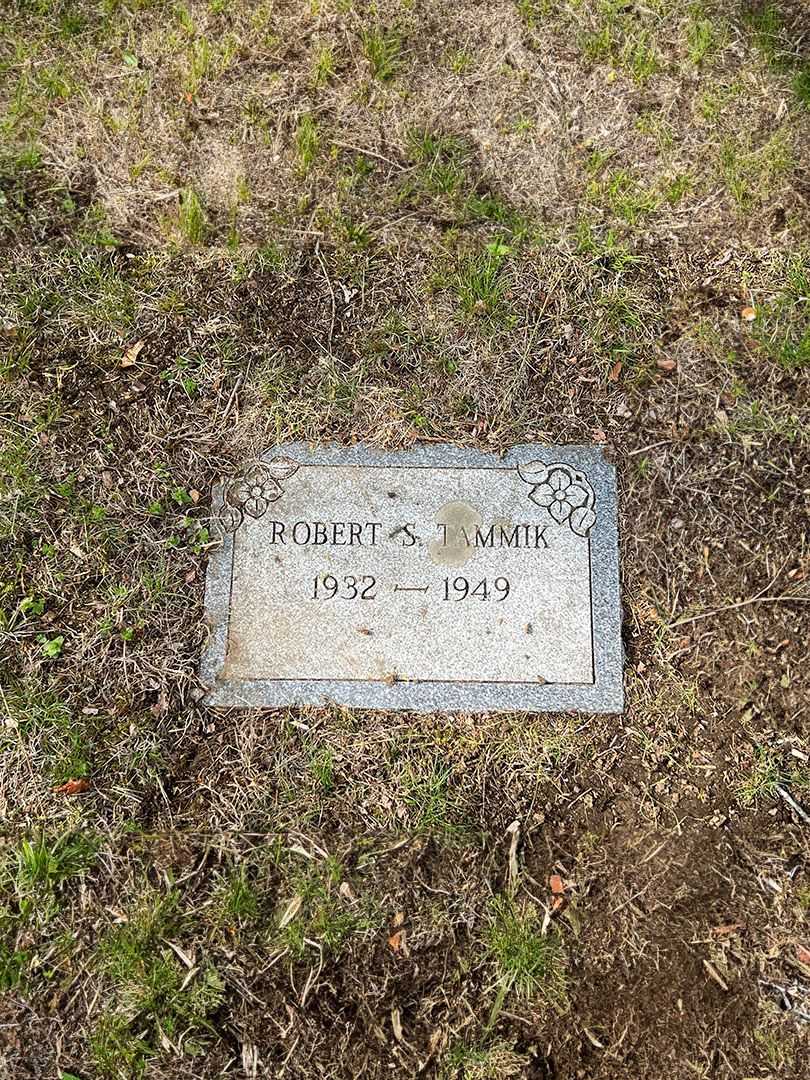 ROBERT S. TAMMIK
1932 — 1949